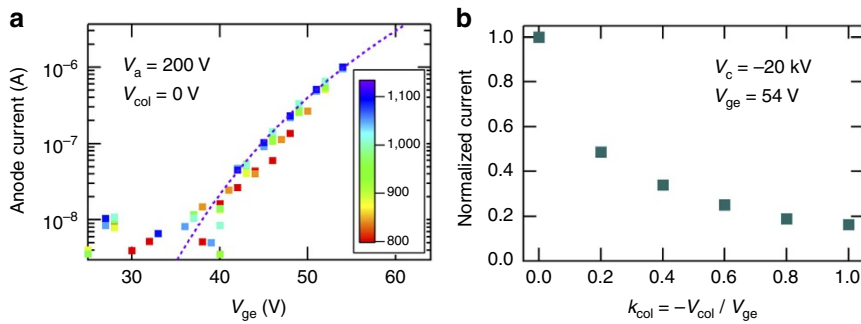 a
Anode current (A)
10⁻⁶
10⁻⁷
10⁻⁸
V_a = 200 V
V_col = 0 V
1,100
1,000
900
800
30 40 50 60
V_ge (V)
b
Normalized current
1.0
0.8
0.6
0.4
0.2
0.0
V_c = –20 kV
V_ge = 54 V
0.0 0.2 0.4 0.6 0.8 1.0
k_col = –V_col / V_ge